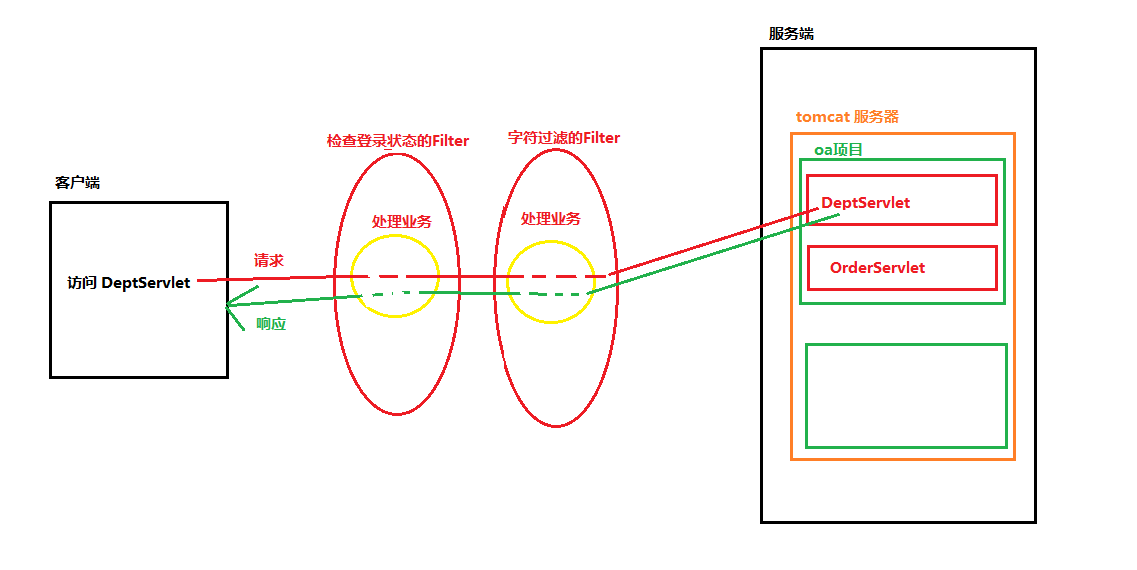 服务端
tomcat 服务器
oa项目
检查登录状态的Filter
字符过滤的Filter
客户端
处理业务
处理业务
DeptServlet
请求
访问 DeptServlet
OrderServlet
响应